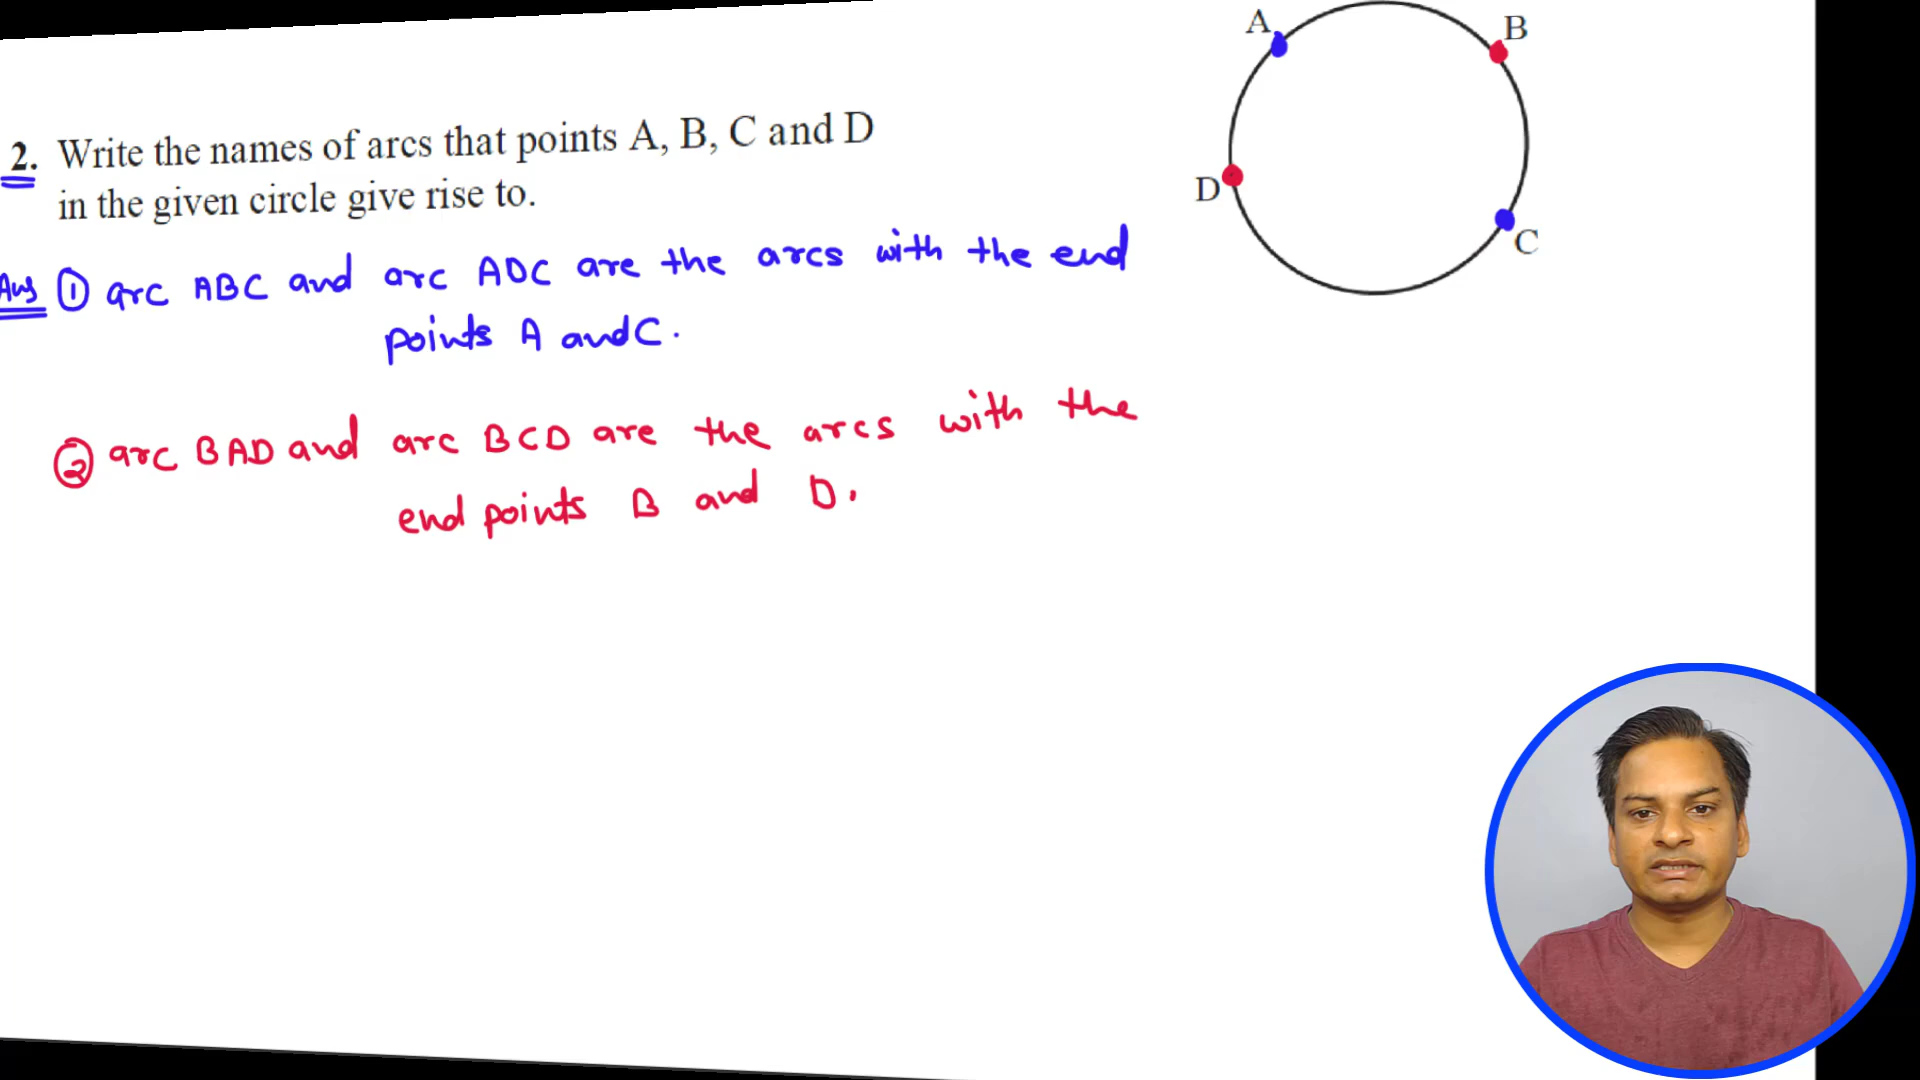 A
B
2. Write the names of arcs that points A, B, C and D
in the given circle give rise to.
D
C
Ans ① arc ABC and arc ADC are the arcs with the end
points A and C.
② arc BAD and arc BCD are the arcs with the
end points B and D.